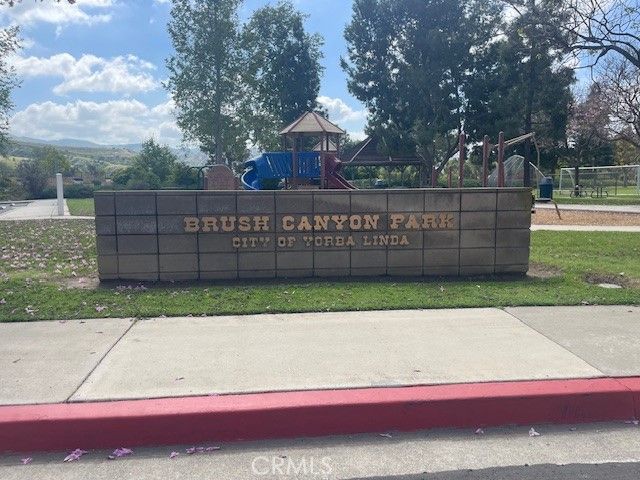 BRUSH CANYON PARK
CITY OF YORBA LINDA
CRMLS